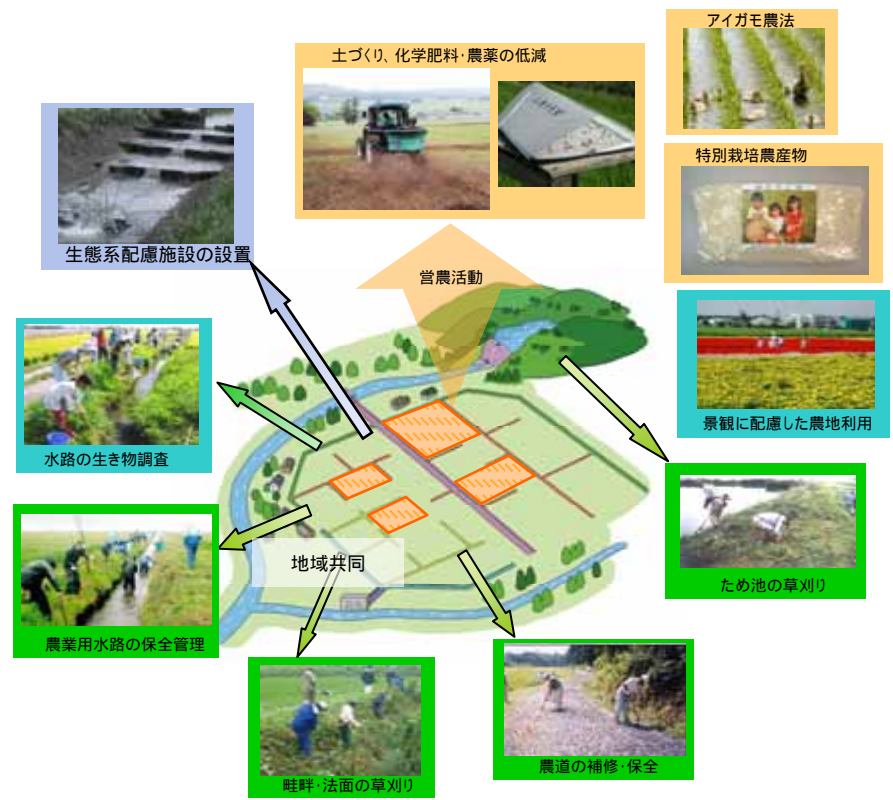 アイガモ農法
土づくり、化学肥料・農薬の低減
特別栽培農産物
生態系配慮施設の設置
営農活動
景観に配慮した農地利用
水路の生き物調査
ため池の草刈り
地域共同
農業用水路の保全管理
農道の補修・保全
畦畔・法面の草刈り